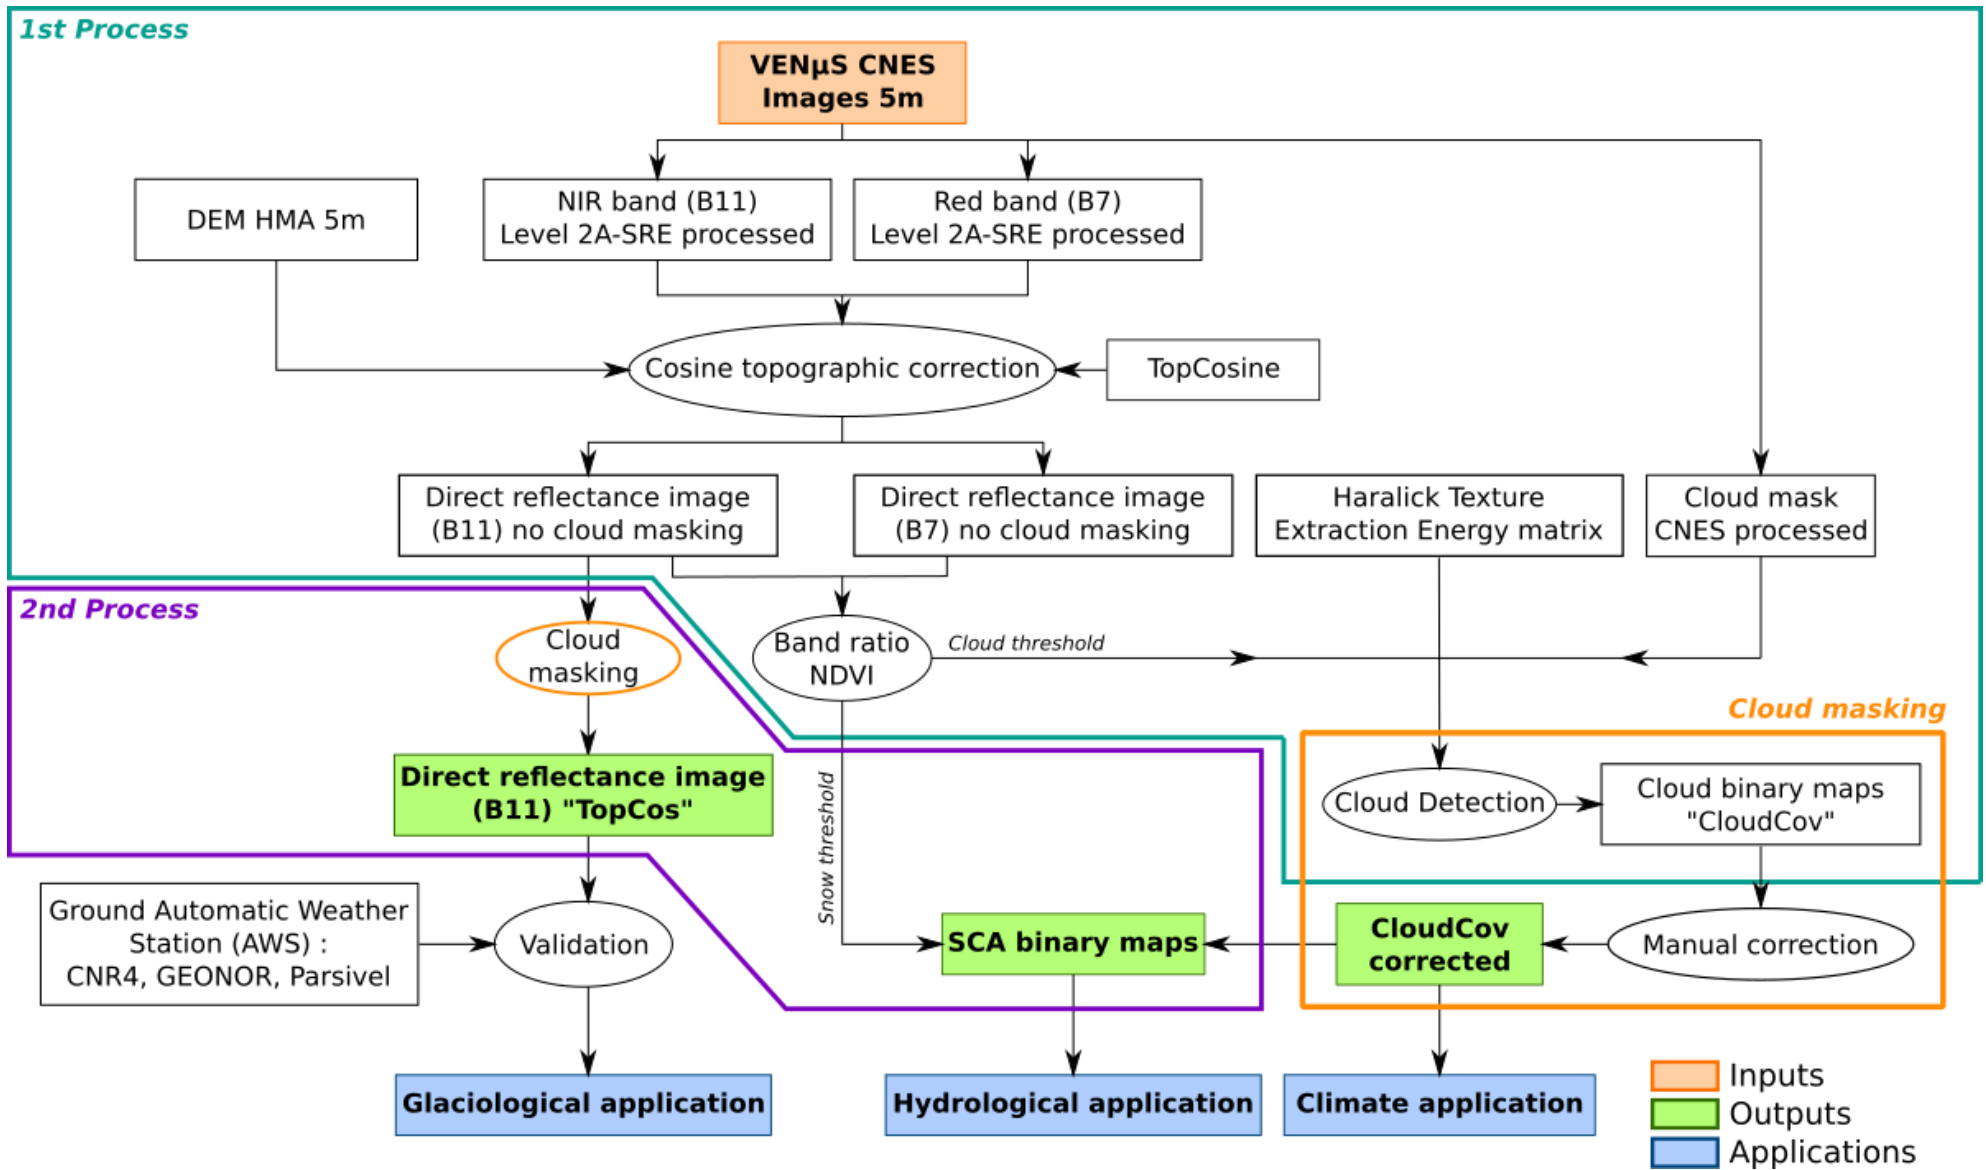 1st Process
VENμS CNES
Images 5m
DEM HMA 5m
NIR band (B11)
Level 2A-SRE processed
Red band (B7)
Level 2A-SRE processed
Cosine topographic correction
TopCosine
Direct reflectance image
(B11) no cloud masking
Direct reflectance image
(B7) no cloud masking
Haralick Texture
Extraction Energy matrix
Cloud mask
CNES processed
2nd Process
Cloud
masking
Band ratio
NDVI
Cloud threshold
Cloud masking
Direct reflectance image
(B11) "TopCos"
Snow threshold
Cloud Detection
Cloud binary maps
"CloudCov"
Ground Automatic Weather
Station (AWS) :
CNR4, GEONOR, Parsivel
Validation
SCA binary maps
CloudCov
corrected
Manual correction
Glaciological application
Hydrological application
Climate application
Inputs
Outputs
Applications